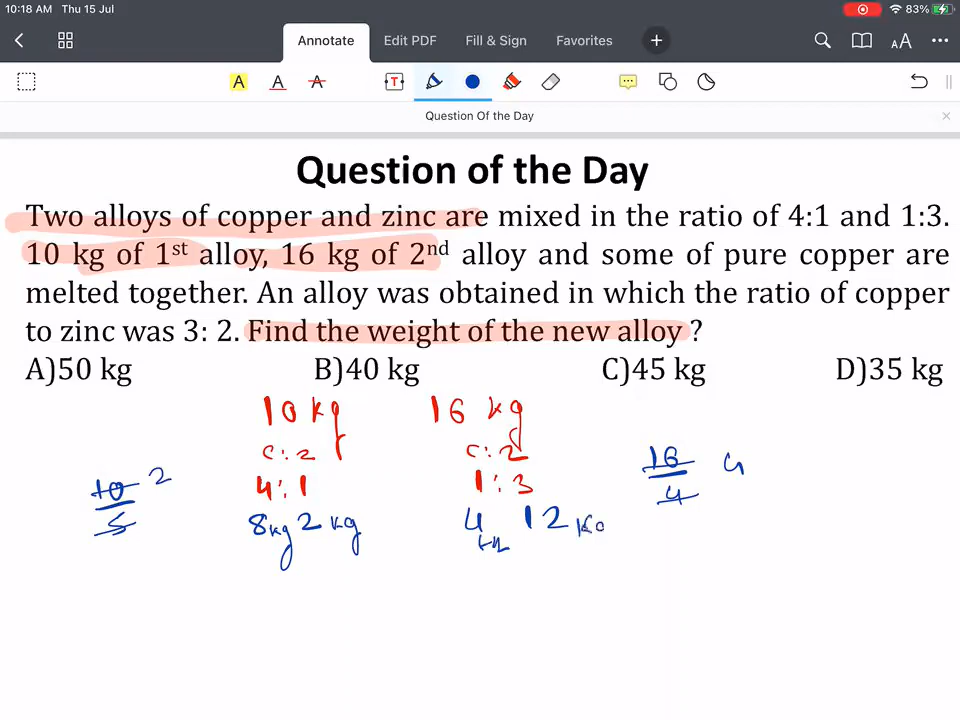 10:18 AM Thu 15 Jul 83%
Annotate Edit PDF Fill & Sign Favorites
A A A T AA
Question Of the Day
Question of the Day
Two alloys of copper and zinc are mixed in the ratio of 4:1 and 1:3.
10 kg of 1st alloy, 16 kg of 2nd alloy and some of pure copper are
melted together. An alloy was obtained in which the ratio of copper
to zinc was 3: 2. Find the weight of the new alloy ?
A)50 kg B)40 kg C)45 kg D)35 kg
10 kg 16 kg
c:z c:z
10/5 2 4:1 1:3 16/4 4
8kg 2 kg 4 kg 12 kg